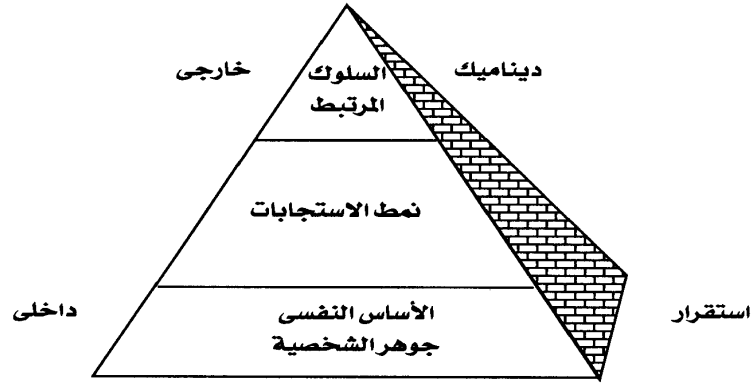 خارجى
ديناميك
السلوك
المرتبط
نمط الاستجابات
داخلى
استقرار
الأساس النفسى
جوهر الشخصية